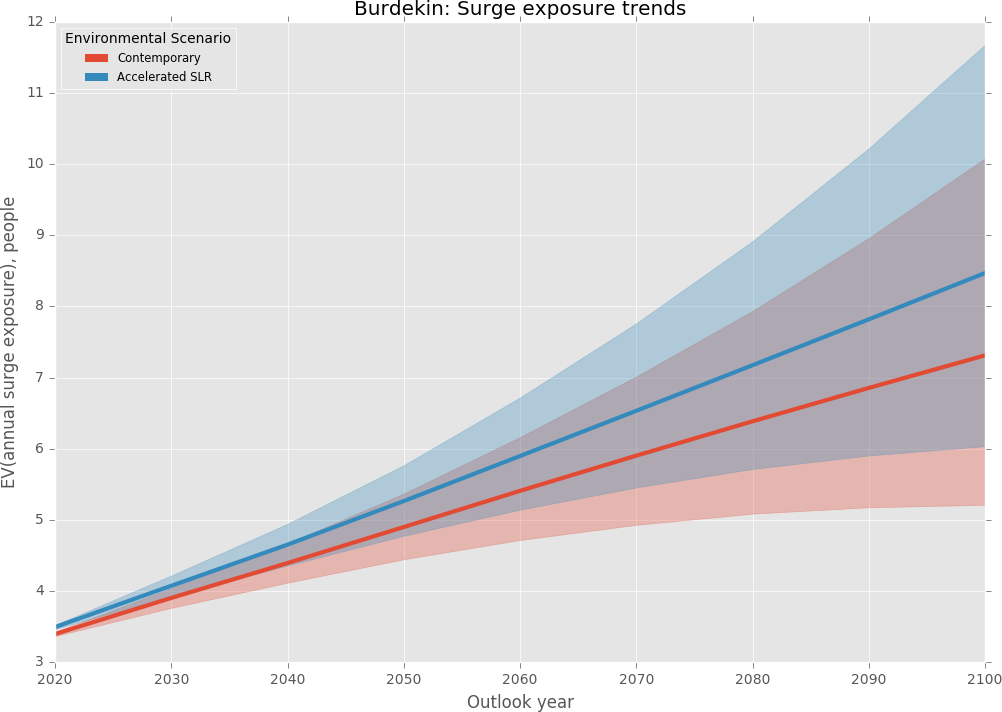 Burdekin: Surge exposure trends
Environmental Scenario
Contemporary
Accelerated SLR
EV(annual surge exposure), people
12
11
10
9
8
7
6
5
4
3
2020 2030 2040 2050 2060 2070 2080 2090 2100
Outlook year